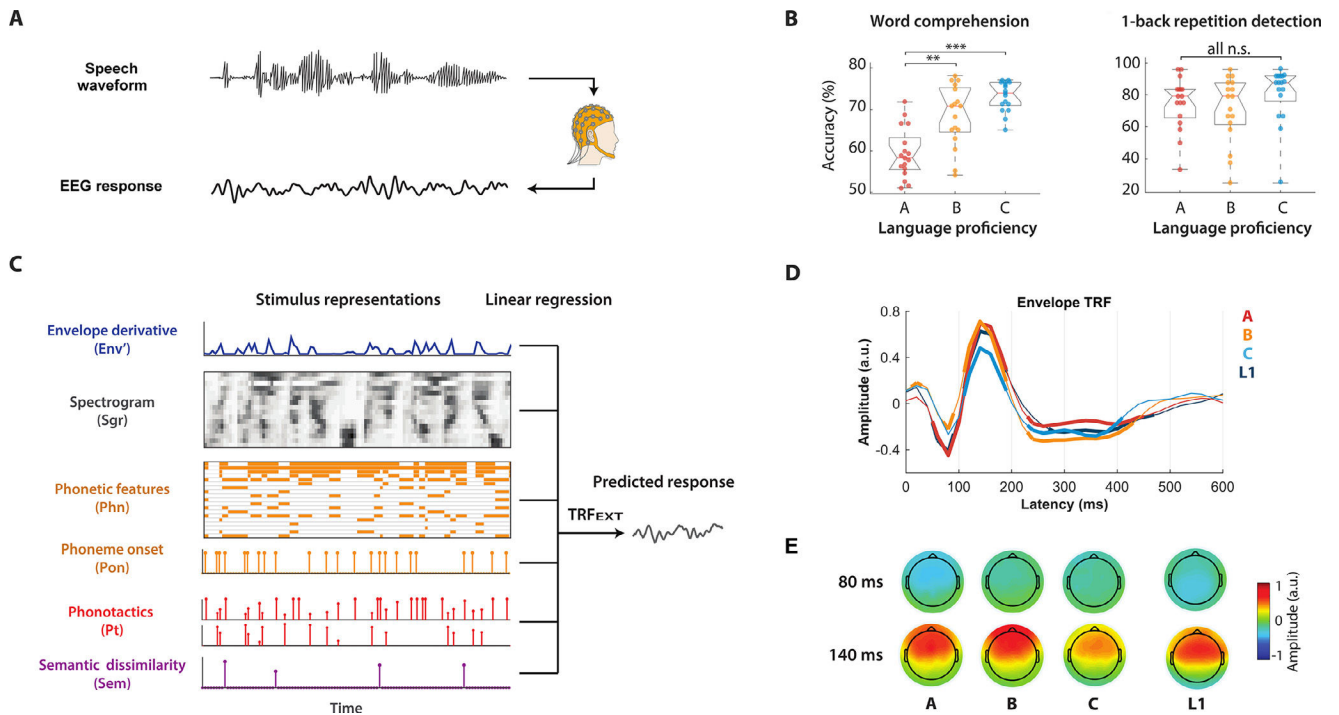 A
Speech
waveform
EEG response
B
Word comprehension
***
**
Accuracy (%)
80
70
60
50
A B C
Language proficiency
1-back repetition detection
all n.s.
100
80
60
40
20
A B C
Language proficiency
C
Stimulus representations
Linear regression
Envelope derivative
(Env’)
Spectrogram
(Sgr)
Phonetic features
(Phn)
Phoneme onset
(Pon)
Phonotactics
(Pt)
Semantic dissimilarity
(Sem)
Time
TRFEXT
Predicted response
D
Envelope TRF
Amplitude (a.u.)
0.8
0.4
0
-0.4
0 100 200 300 400 500 600
Latency (ms)
A
B
C
L1
E
80 ms
140 ms
A B C L1
1
0
-1
Amplitude (a.u.)